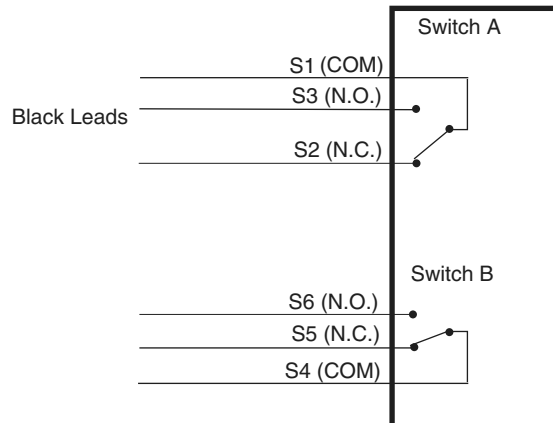 Switch A
S1 (COM)
S3 (N.O.)
Black Leads
S2 (N.C.)
Switch B
S6 (N.O.)
S5 (N.C.)
S4 (COM)